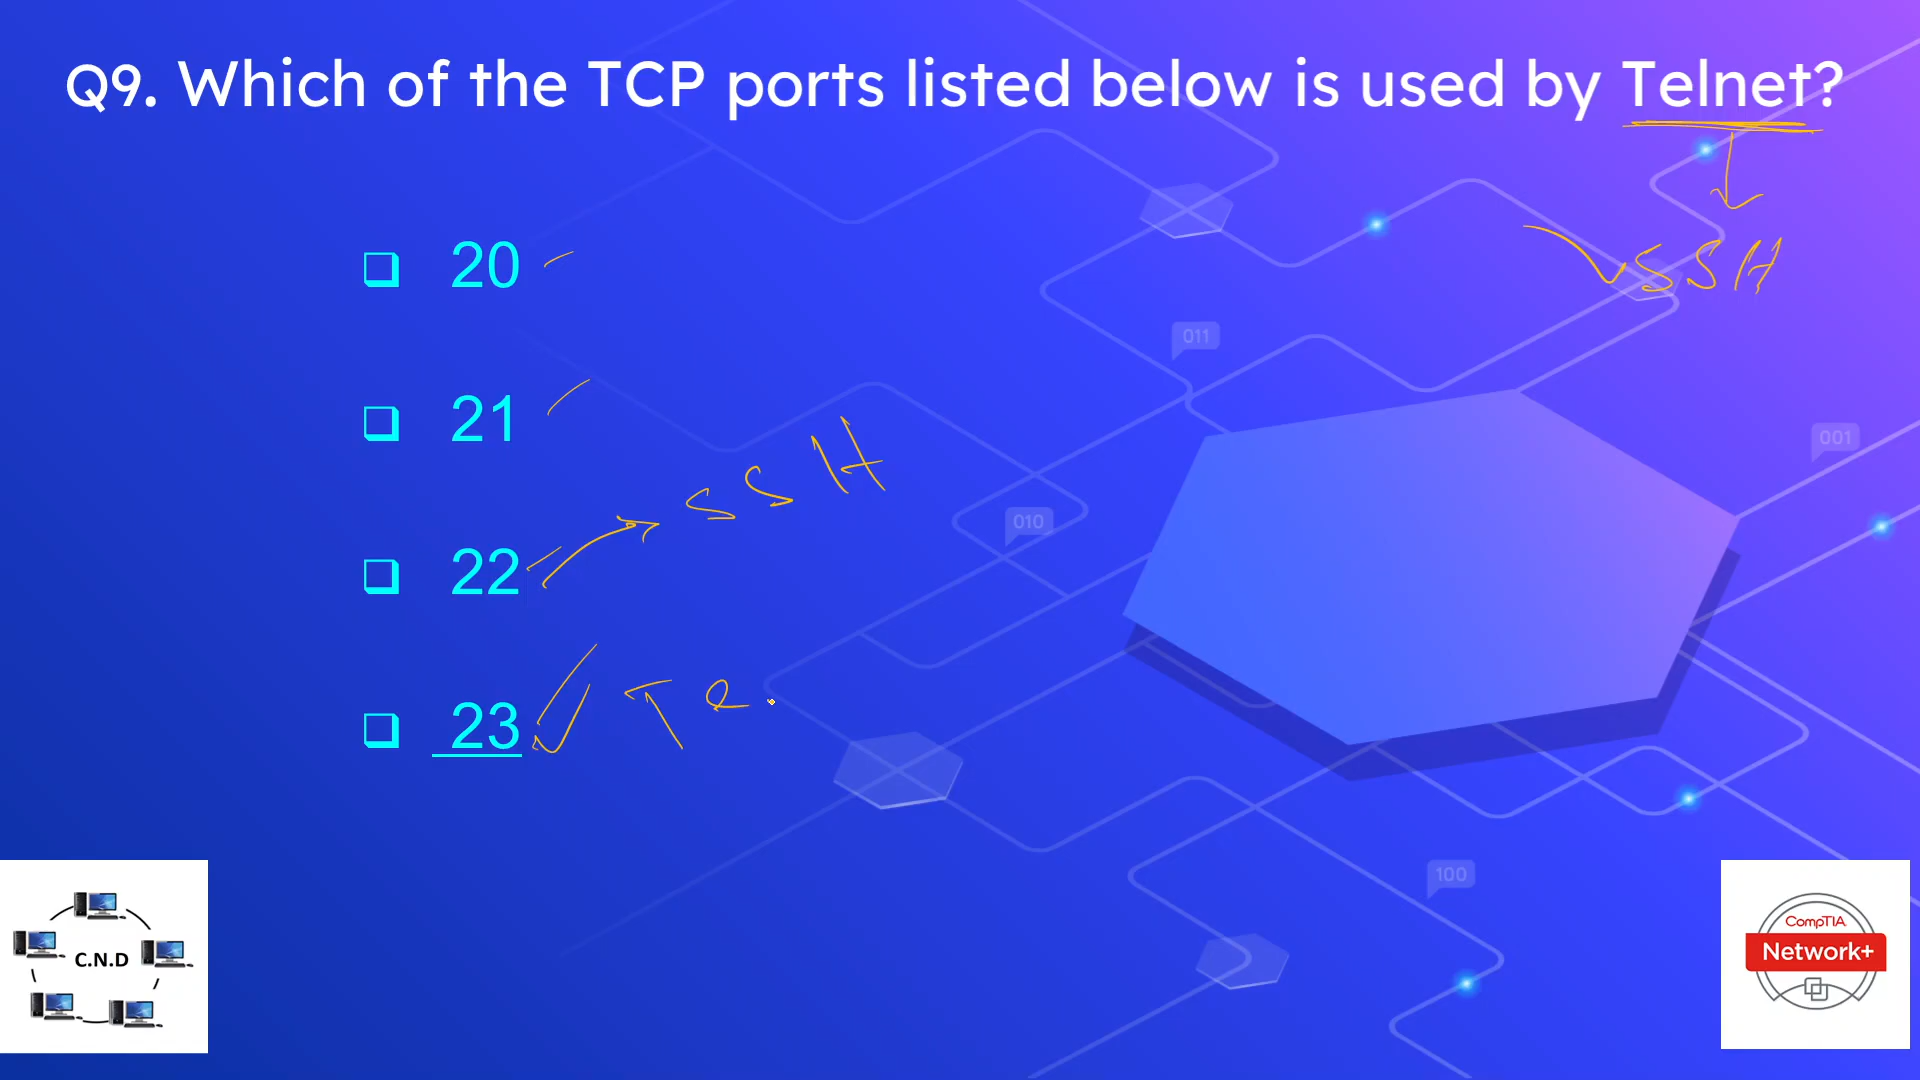 Q9. Which of the TCP ports listed below is used by Telnet?
SSH
20
21
SSH
22
23 Te
011
001
010
100
C.N.D
CompTIA
Network+